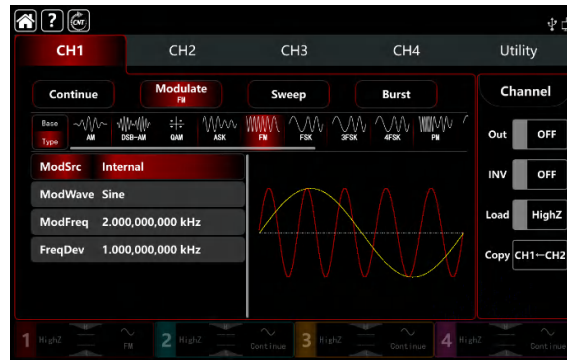 ? CNT
CH1 CH2 CH3 CH4 Utility
Continue Modulate Sweep Burst Channel
FM
Base
Type AM DSB-AM QAM ASK FM FSK 3FSK 4FSK PM
Out OFF
ModSrc Internal
INV OFF
ModWave Sine
ModFreq 2.000,000,000 kHz
Load HighZ
FreqDev 1.000,000,000 kHz
Copy CH1←CH2
1 HighZ FM 2 HighZ Continue 3 HighZ Continue 4 HighZ Continue